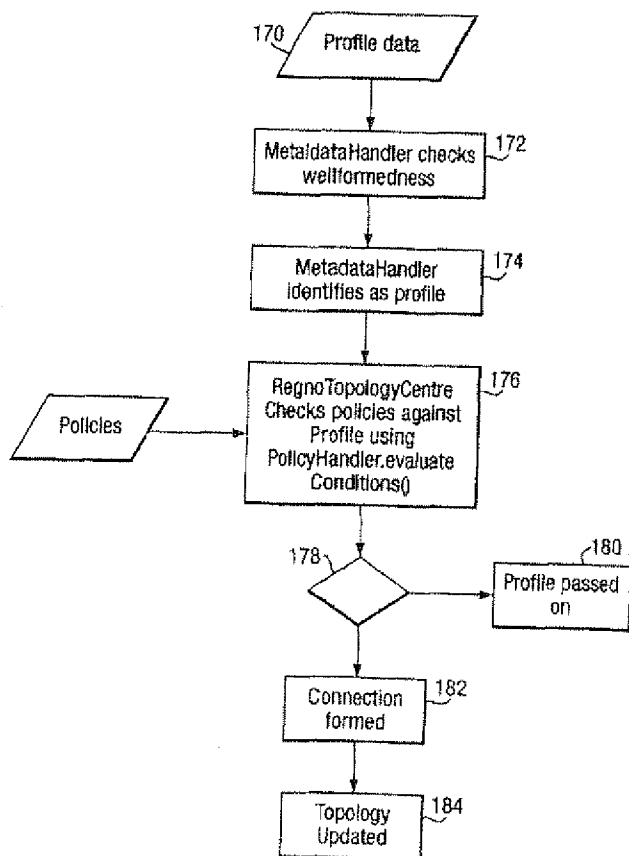 170
Profile data
172
MetaldataHandler checks
wellformedness
174
MetadataHandler
identifies as profile
176
RegnoTopologyCentre
Checks policies against
Profile using
PolicyHandler.evaluate
Conditions()
Policies
178
180
Profile passed
on
182
Connection
formed
184
Topology
Updated